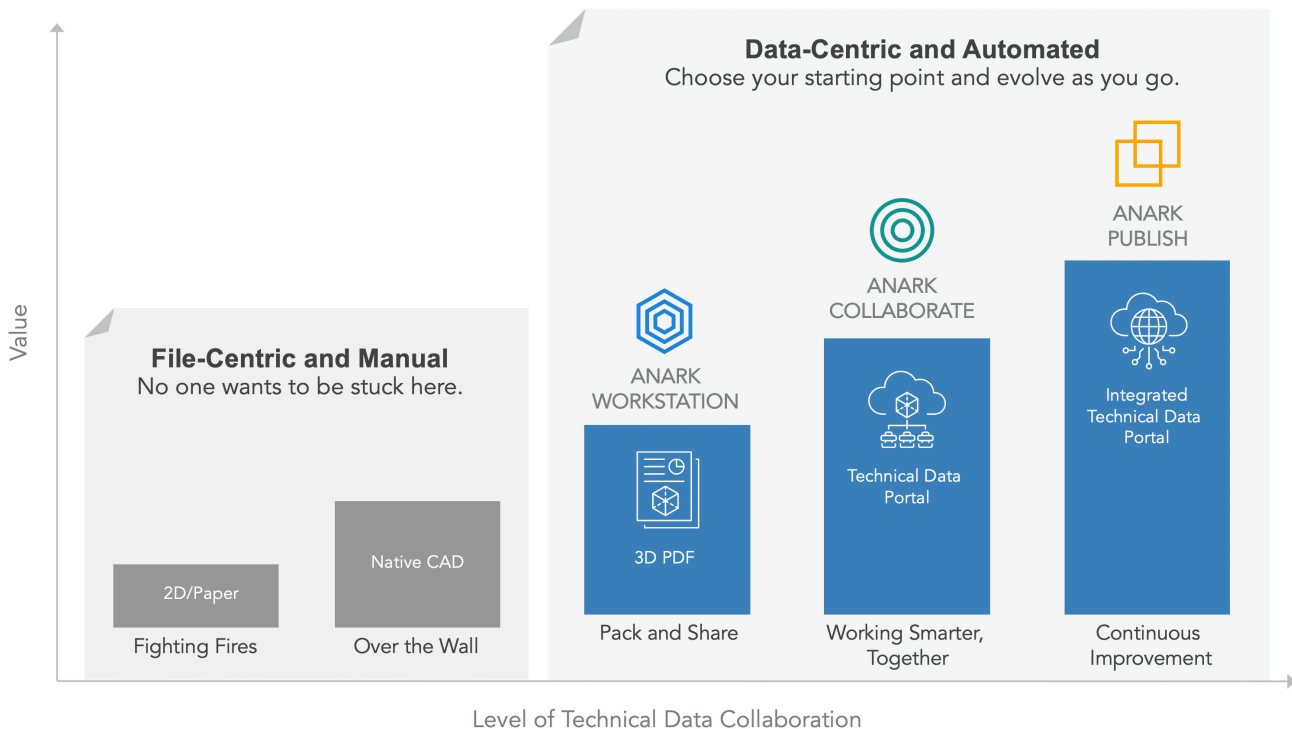 Data-Centric and Automated
Choose your starting point and evolve as you go.
ANARK
PUBLISH
ANARK
COLLABORATE
Value
File-Centric and Manual
No one wants to be stuck here.
ANARK
WORKSTATION
Integrated
Technical Data
Portal
Technical Data
Portal
3D PDF
Native CAD
2D/Paper
Fighting Fires
Over the Wall
Pack and Share
Working Smarter,
Together
Continuous
Improvement
Level of Technical Data Collaboration